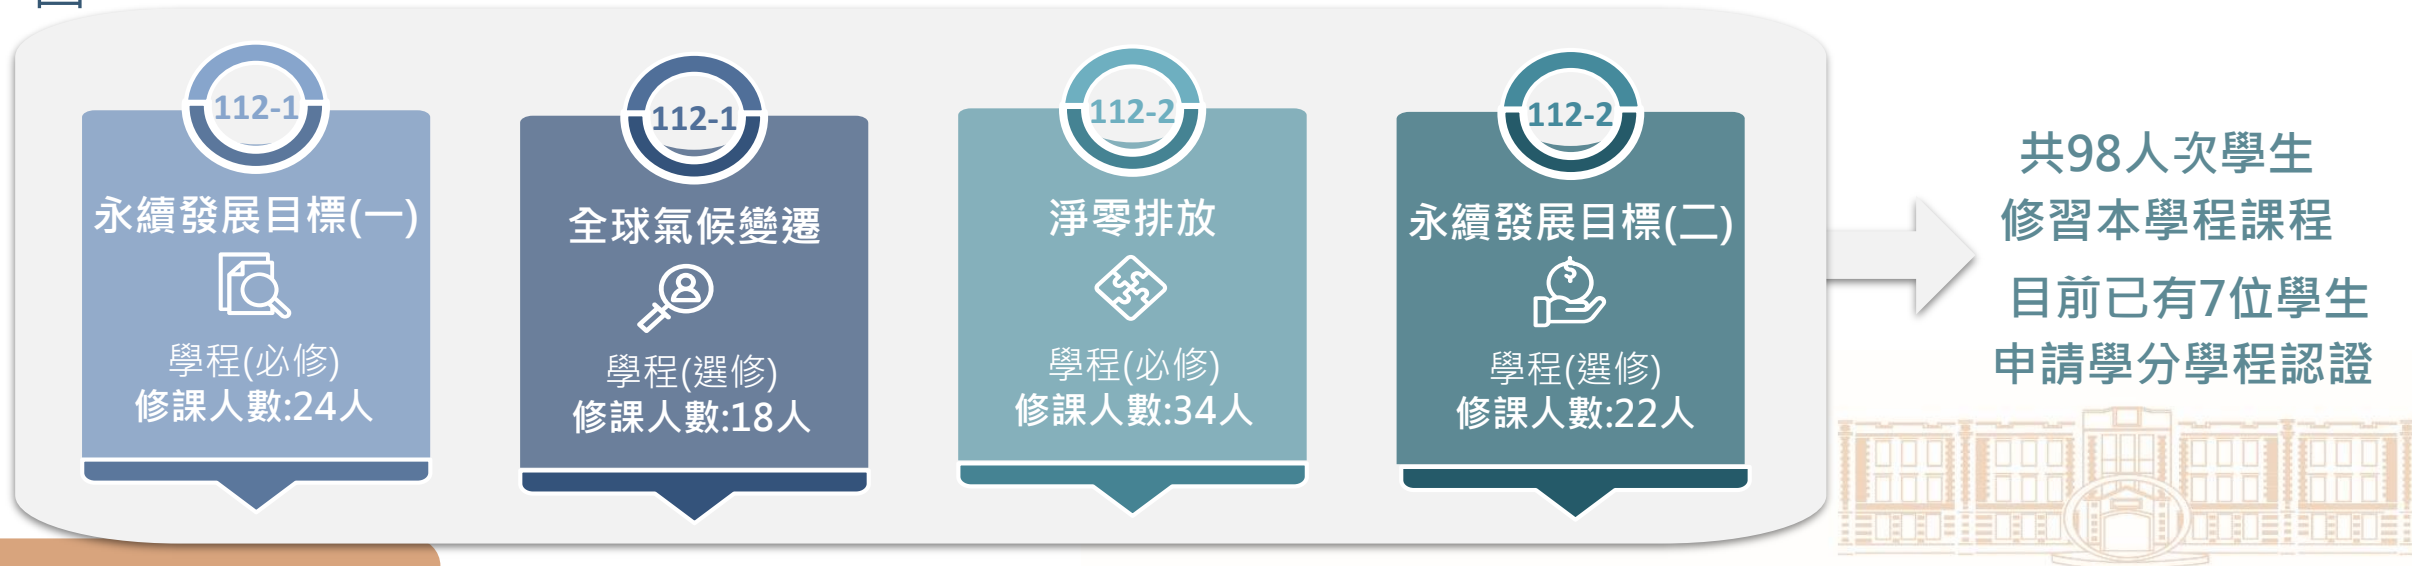 112-1
永續發展目標(一)
學程(必修)
修課人數:24人
112-1
全球氣候變遷
學程(選修)
修課人數:18人
112-2
淨零排放
學程(必修)
修課人數:34人
112-2
永續發展目標(二)
學程(選修)
修課人數:22人
共98人次學生
修習本學程課程
目前已有7位學生
申請學分學程認證